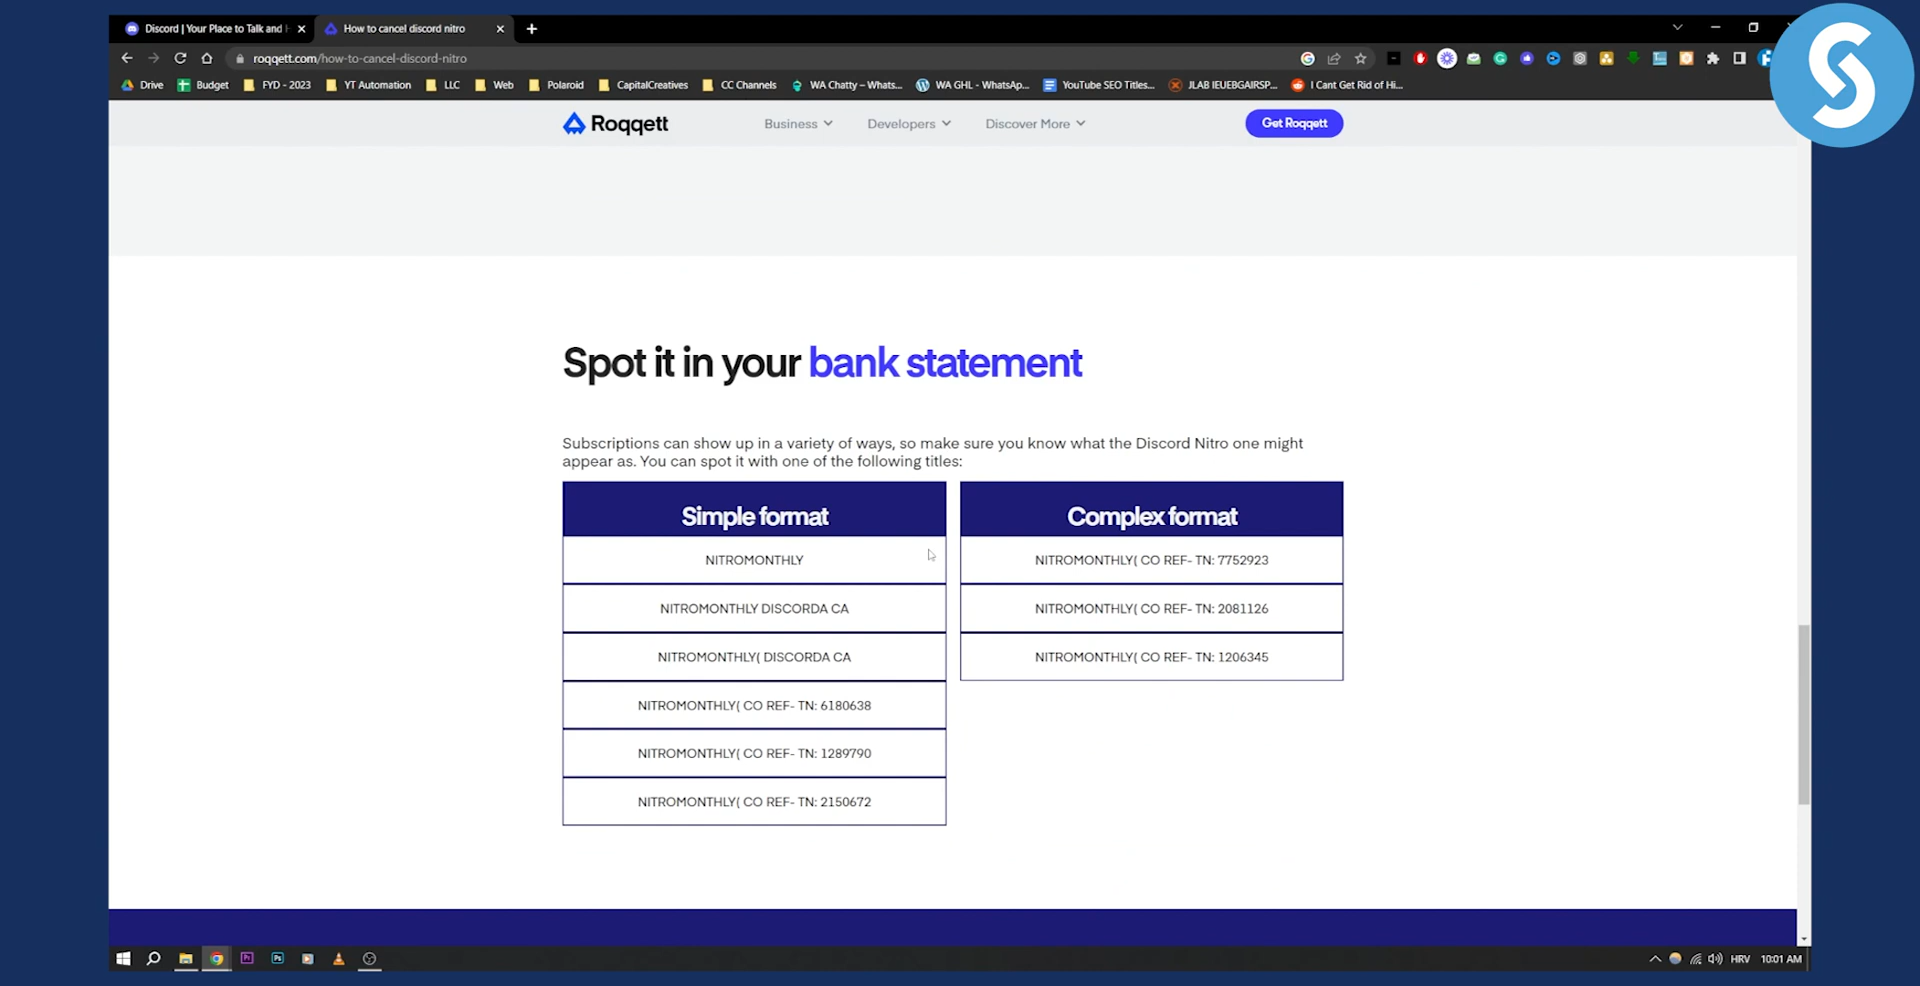 Discord | Your Place to Talk and
How to cancel discord nitro
roqqett.com/how-to-cancel-discord-nitro
Drive
Budget
FYD - 2023
YT Automation
LLC
Web
Polaroid
CapitalCreatives
CC Channels
WA Chatty – Whats...
WA GHL - WhatsAp...
YouTube SEO Titles...
JLAB IEUEBGAIRSP...
I Cant Get Rid of Hi...
Roqqett
Business
Developers
Discover More
Get Roqqett
Spot it in your bank statement
Subscriptions can show up in a variety of ways, so make sure you know what the Discord Nitro one might
appear as. You can spot it with one of the following titles:
Simple format
NITROMONTHLY
NITROMONTHLY DISCORDA CA
NITROMONTHLY( DISCORDA CA
NITROMONTHLY( CO REF- TN: 6180638
NITROMONTHLY( CO REF- TN: 1289790
NITROMONTHLY( CO REF- TN: 2150672
Complex format
NITROMONTHLY( CO REF- TN: 7752923
NITROMONTHLY( CO REF- TN: 2081126
NITROMONTHLY( CO REF- TN: 1206345
HRV
10:01 AM